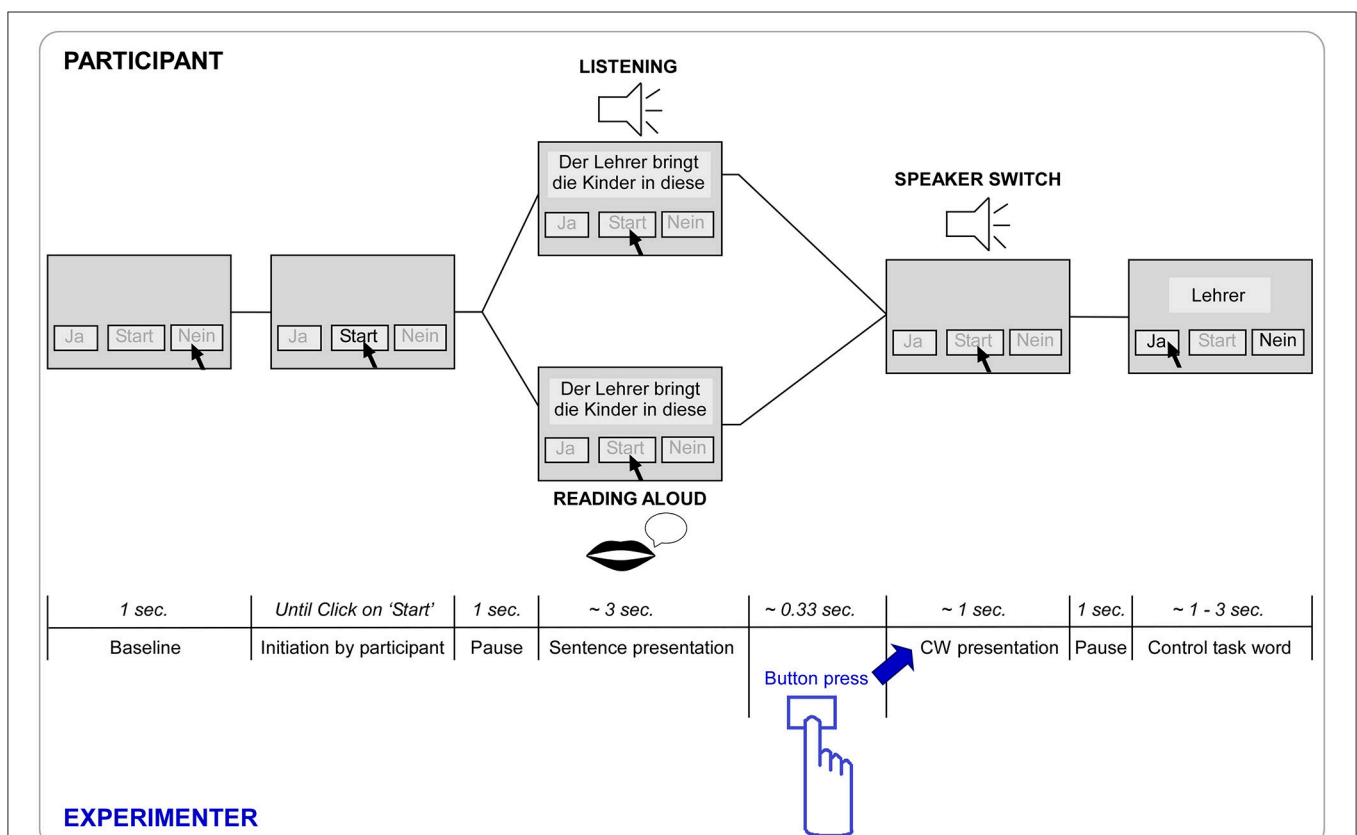 PARTICIPANT
LISTENING
Der Lehrer bringt
die Kinder in diese
Ja Start Nein
SPEAKER SWITCH
Ja Start Nein
Ja Start Nein
Ja Start Nein
Lehrer
Ja Start Nein
Der Lehrer bringt
die Kinder in diese
Ja Start Nein
READING ALOUD
1 sec. Until Click on ‘Start’ 1 sec. ~ 3 sec. ~ 0.33 sec. ~ 1 sec. 1 sec. ~ 1 - 3 sec.
Baseline Initiation by participant Pause Sentence presentation CW presentation Pause Control task word
Button press
EXPERIMENTER